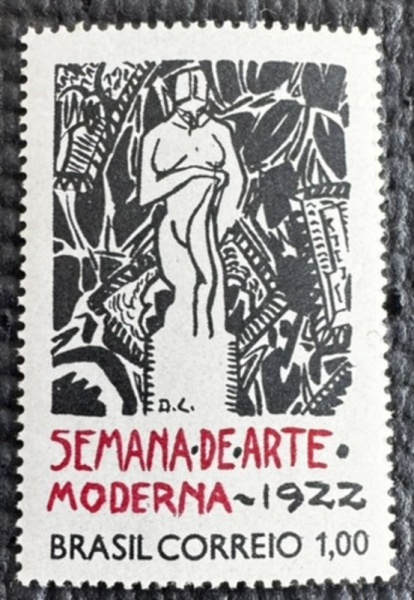 D.C.
SEMANA·DE·ARTE·
MODERNA~1922
BRASIL CORREIO 1,00